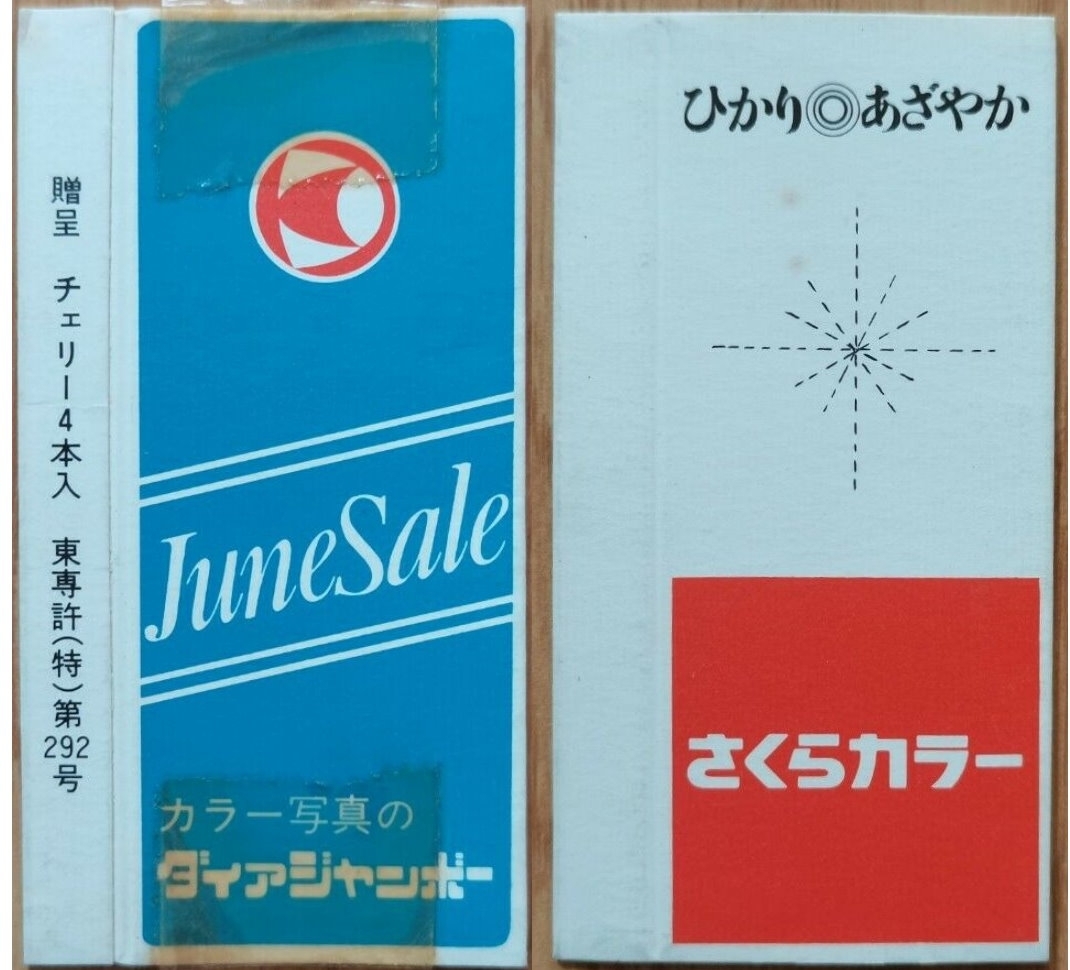 贈呈 チェリー4本入 東専許(特)第292号
JuneSale
カラー写真の
ダイアジャンボー
ひかり◎あざやか
さくらカラー